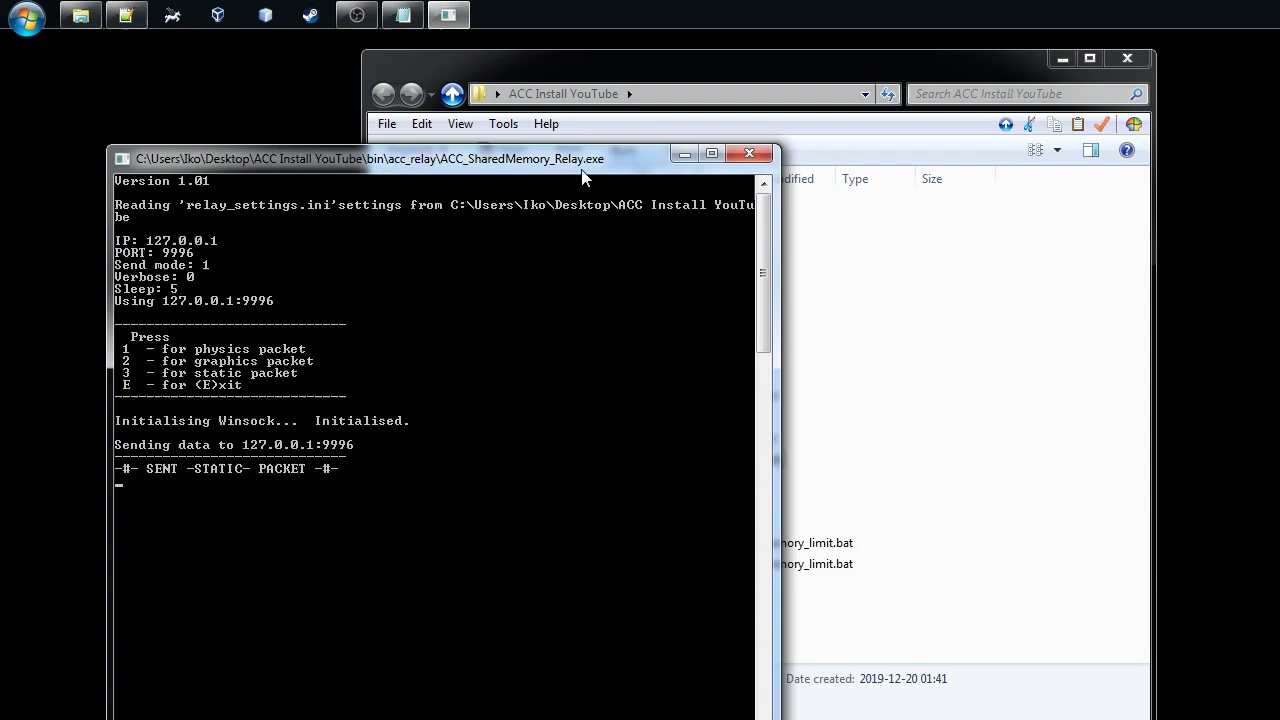 ACC Install YouTube
Search ACC Install YouTube
File Edit View Tools Help
C:\Users\Iko\Desktop\ACC Install YouTube\bin\acc_relay\ACC_SharedMemory_Relay.exe
Type Size
Version 1.01
Reading 'relay_settings.ini'settings from C:\Users\Iko\Desktop\ACC Install YouTu
be
IP: 127.0.0.1
PORT: 9996
Send mode: 1
Verbose: 0
Sleep: 5
Using 127.0.0.1:9996
-----------------------------
Press
1 - for physics packet
2 - for graphics packet
3 - for static packet
E - for (E)xit
-----------------------------
Initialising Winsock... Initialised.
Sending data to 127.0.0.1:9996
-----------------------------
-#- SENT -STATIC- PACKET -#-
mory_limit.bat
mory_limit.bat
Date created: 2019-12-20 01:41